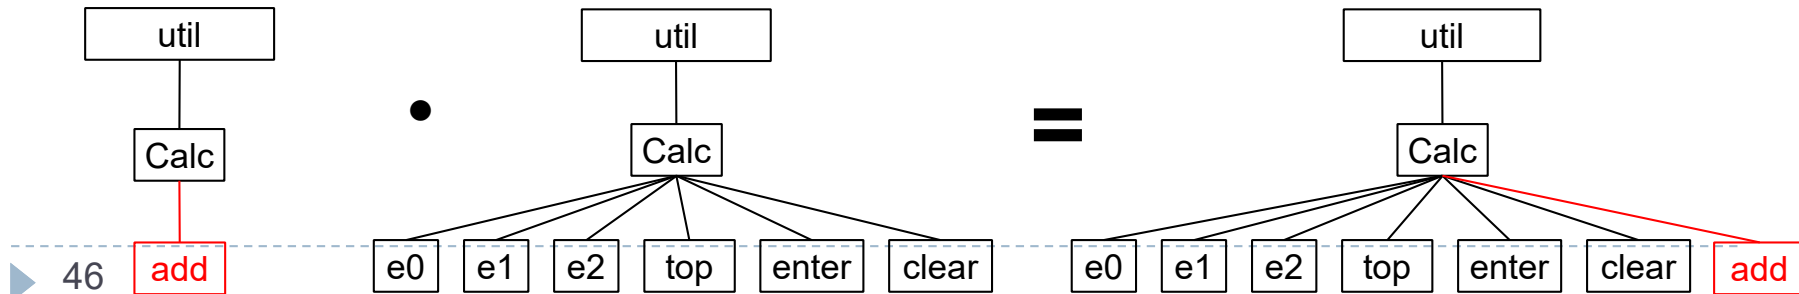 util util util
Calc Calc Calc
add e0 e1 e2 top enter clear e0 e1 e2 top enter clear add
46